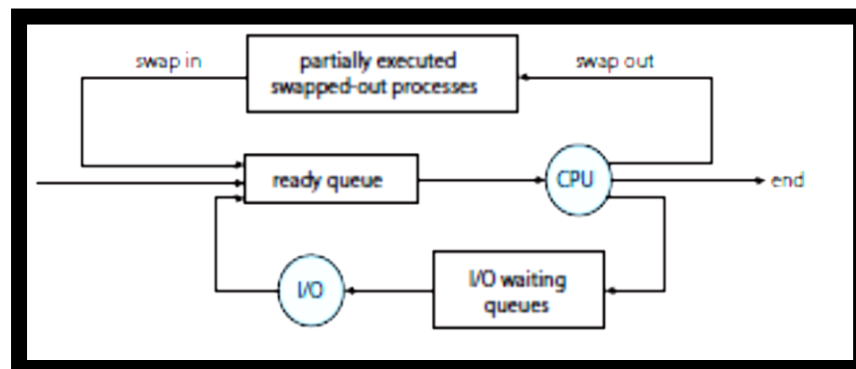 swap in
partially executed
swapped-out processes
swap out
ready queue
CPU
end
I/O
I/O waiting
queues